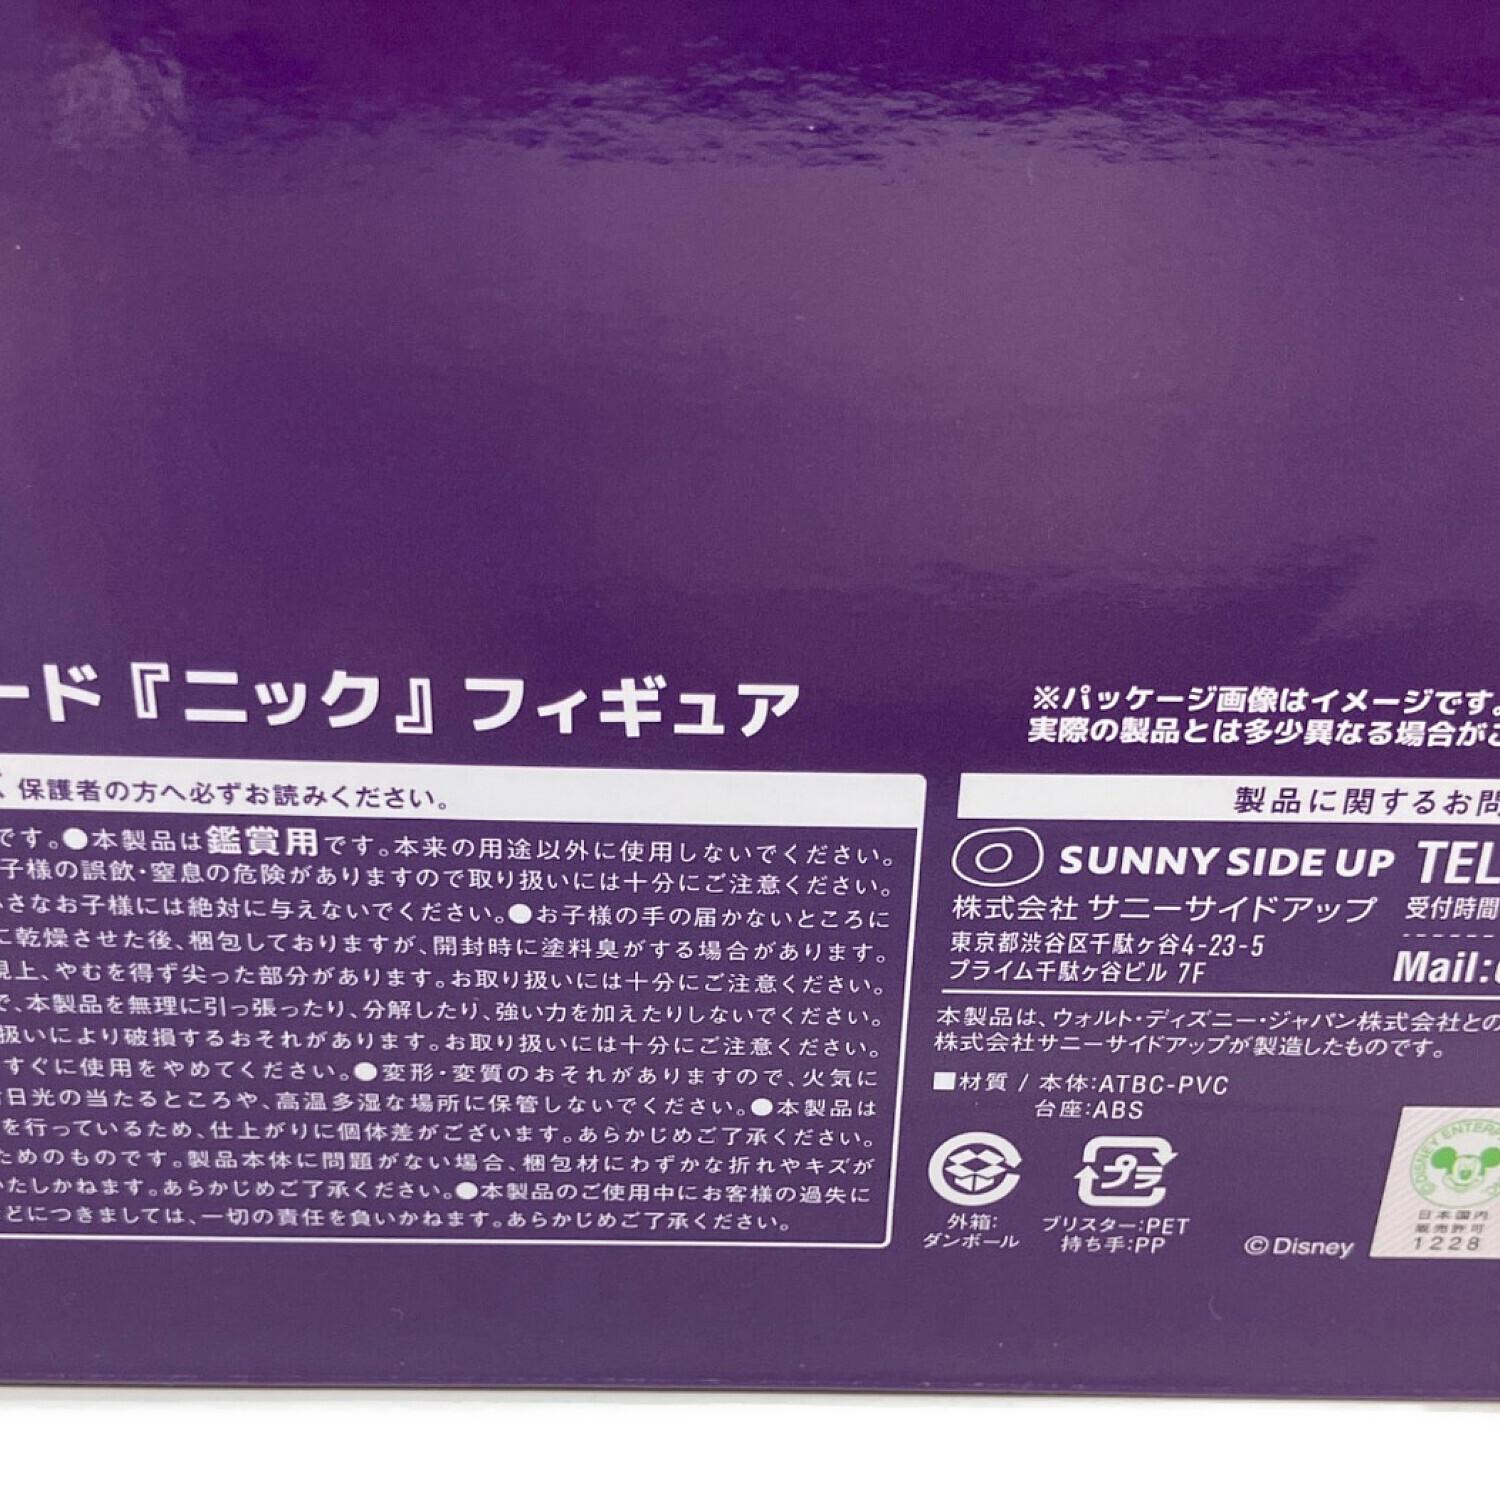 ード『ニック』フィギュア
※パッケージ画像はイメージです。
実際の製品とは多少異なる場合がご
保護者の方へ必ずお読みください。
です。●本製品は鑑賞用です。本来の用途以外に使用しないでください。
子様の誤飲・窒息の危険がありますので取り扱いには十分にご注意ください。
さなお子様には絶対に与えないでください。●お子様の手の届かないところに
に乾燥させた後、梱包しておりますが、開封時に塗料臭がする場合があります。
上、やむを得ず尖った部分があります。お取り扱いには十分にご注意ください。
で、本製品を無理に引っ張ったり、分解したり、強い力を加えたりしないでください。
扱いにより破損するおそれがあります。お取り扱いには十分にご注意ください。
すぐに使用をやめてください。●変形・変質のおそれがありますので、火気に
日光の当たるところや、高温多湿な場所に保管しないでください。●本製品は
を行っているため、仕上がりに個体差がございます。あらかじめご了承ください。
ためのものです。製品本体に問題がない場合、梱包材にわずかな折れやキズが
いたしかねます。あらかじめご了承ください。●本製品のご使用中にお客様の過失に
どにつきましては、一切の責任を負いかねます。あらかじめご了承ください。
製品に関するお問
SUNNY SIDE UP TEL
株式会社 サニーサイドアップ 受付時間
東京都渋谷区千駄ヶ谷4-23-5
プライム千駄ヶ谷ビル 7F
Mail:
本製品は、ウォルト・ディズニー・ジャパン株式会社との
株式会社サニーサイドアップが製造したものです。
■材質 / 本体:ATBC-PVC
台座:ABS
プラ
外箱:
ダンボール
ブリスター:PET
持ち手:PP
©Disney
DISNEY ENTERP
日本国内
販売許可
1228